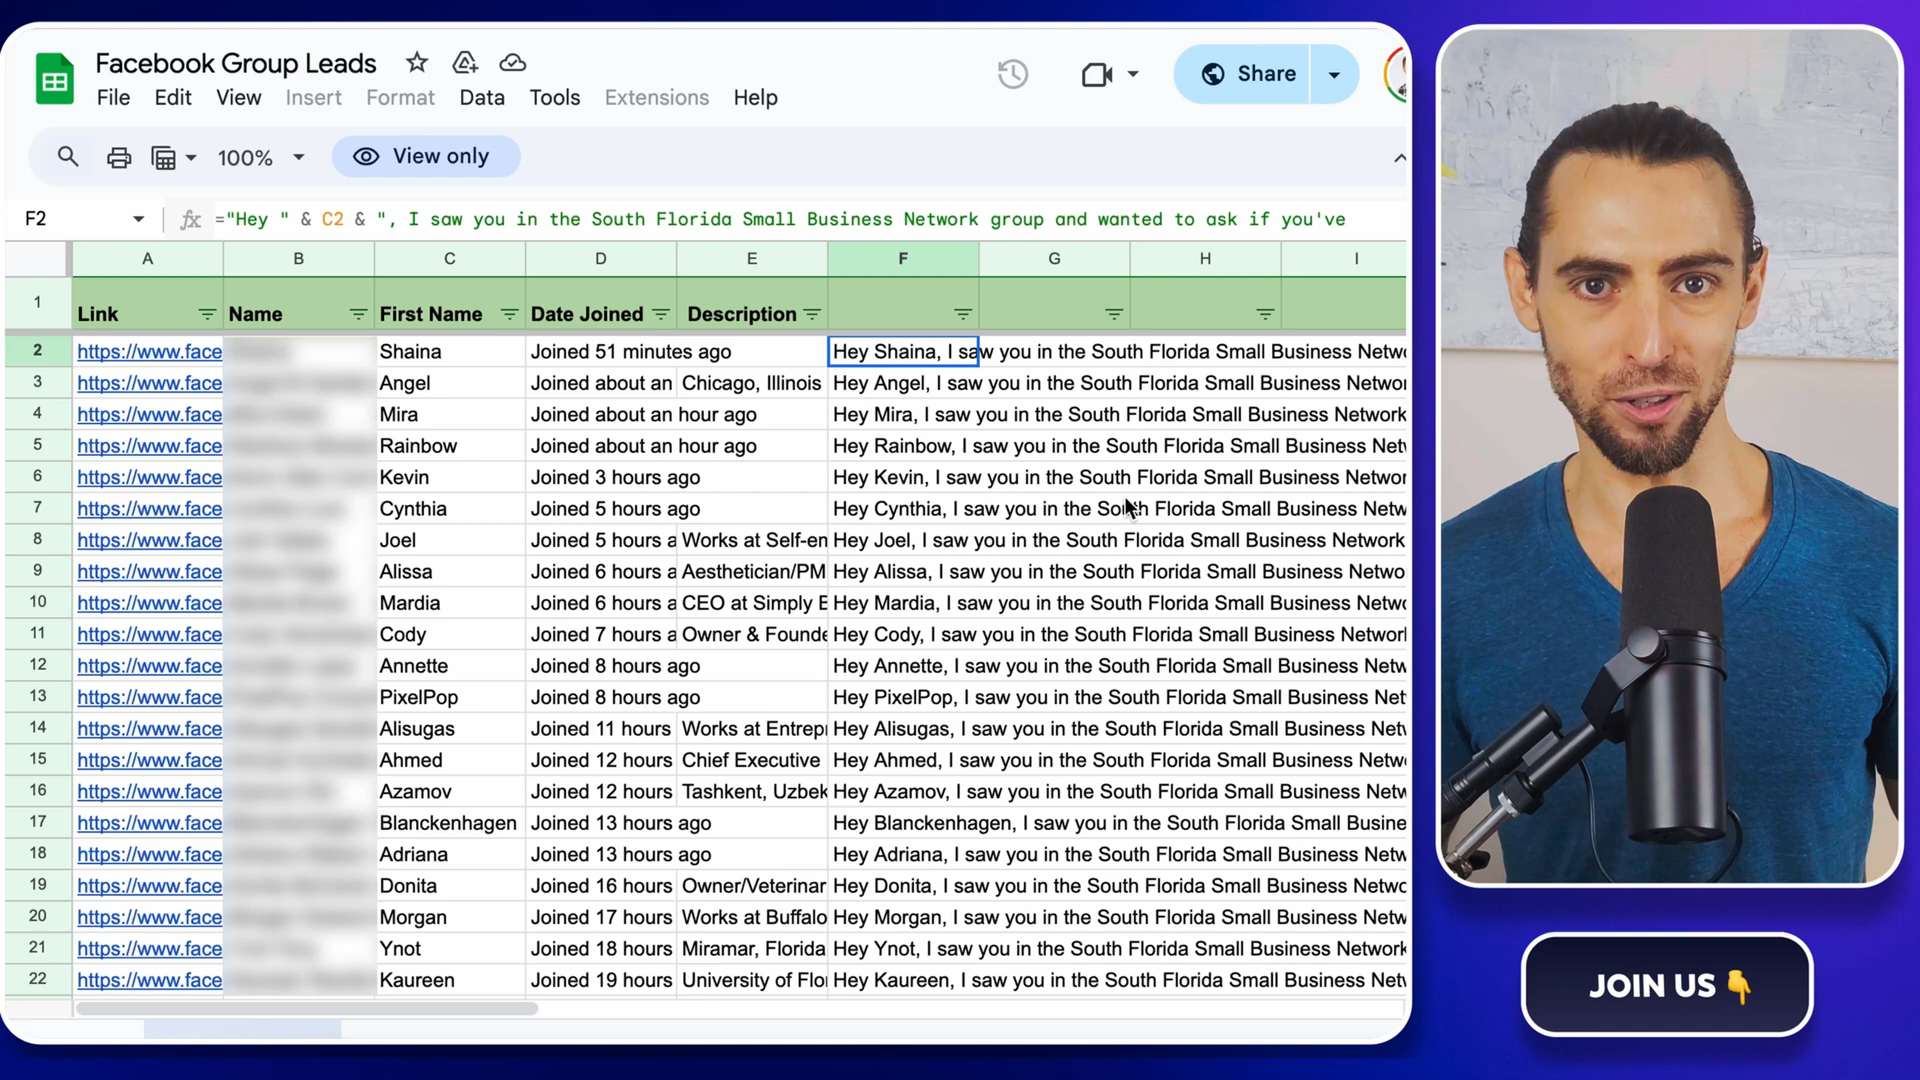 Facebook Group Leads
File Edit View Insert Format Data Tools Extensions Help
Share
100% View only
F2 fx ="Hey " & C2 & ", I saw you in the South Florida Small Business Network group and wanted to ask if you've
A B C D E F G H I
1 Link Name First Name Date Joined Description
2 https://www.face Shaina Joined 51 minutes ago Hey Shaina, I saw you in the South Florida Small Business Netwo
3 https://www.face Angel Joined about an Chicago, Illinois Hey Angel, I saw you in the South Florida Small Business Networ
4 https://www.face Mira Joined about an hour ago Hey Mira, I saw you in the South Florida Small Business Network
5 https://www.face Rainbow Joined about an hour ago Hey Rainbow, I saw you in the South Florida Small Business Net
6 https://www.face Kevin Joined 3 hours ago Hey Kevin, I saw you in the South Florida Small Business Networ
7 https://www.face Cynthia Joined 5 hours ago Hey Cynthia, I saw you in the South Florida Small Business Netw
8 https://www.face Joel Joined 5 hours a Works at Self-en Hey Joel, I saw you in the South Florida Small Business Network
9 https://www.face Alissa Joined 6 hours a Aesthetician/PM Hey Alissa, I saw you in the South Florida Small Business Netwo
10 https://www.face Mardia Joined 6 hours a CEO at Simply B Hey Mardia, I saw you in the South Florida Small Business Netwo
11 https://www.face Cody Joined 7 hours a Owner & Founde Hey Cody, I saw you in the South Florida Small Business Network
12 https://www.face Annette Joined 8 hours ago Hey Annette, I saw you in the South Florida Small Business Netw
13 https://www.face PixelPop Joined 8 hours ago Hey PixelPop, I saw you in the South Florida Small Business Net
14 https://www.face Alisugas Joined 11 hours Works at Entrepr Hey Alisugas, I saw you in the South Florida Small Business Netv
15 https://www.face Ahmed Joined 12 hours Chief Executive Hey Ahmed, I saw you in the South Florida Small Business Netwo
16 https://www.face Azamov Joined 12 hours Tashkent, Uzbek Hey Azamov, I saw you in the South Florida Small Business Netw
17 https://www.face Blanckenhagen Joined 13 hours ago Hey Blanckenhagen, I saw you in the South Florida Small Busine
18 https://www.face Adriana Joined 13 hours ago Hey Adriana, I saw you in the South Florida Small Business Netw
19 https://www.face Donita Joined 16 hours Owner/Veterinar Hey Donita, I saw you in the South Florida Small Business Netwo
20 https://www.face Morgan Joined 17 hours Works at Buffalo Hey Morgan, I saw you in the South Florida Small Business Netw
21 https://www.face Ynot Joined 18 hours Miramar, Florida Hey Ynot, I saw you in the South Florida Small Business Network
22 https://www.face Kaureen Joined 19 hours University of Flo Hey Kaureen, I saw you in the South Florida Small Business Net
JOIN US 👇